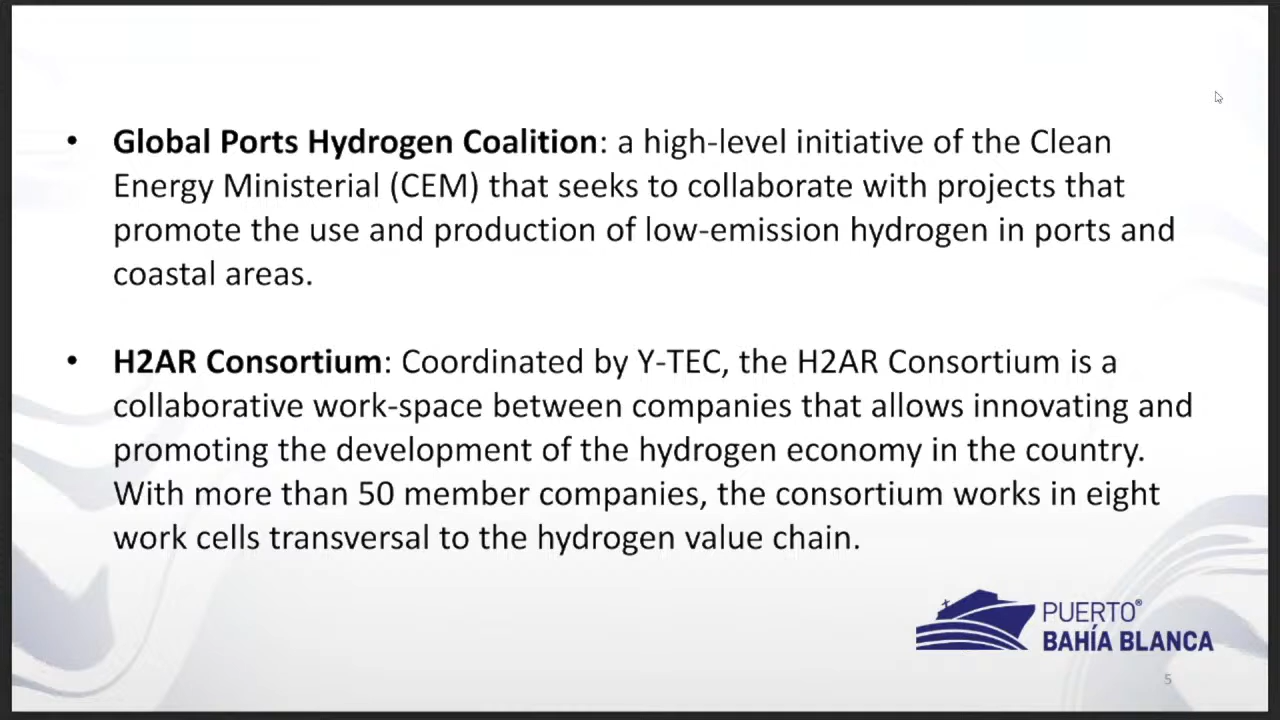 • Global Ports Hydrogen Coalition: a high-level initiative of the Clean
Energy Ministerial (CEM) that seeks to collaborate with projects that
promote the use and production of low-emission hydrogen in ports and
coastal areas.
• H2AR Consortium: Coordinated by Y-TEC, the H2AR Consortium is a
collaborative work-space between companies that allows innovating and
promoting the development of the hydrogen economy in the country.
With more than 50 member companies, the consortium works in eight
work cells transversal to the hydrogen value chain.
PUERTO®
BAHÍA BLANCA
5